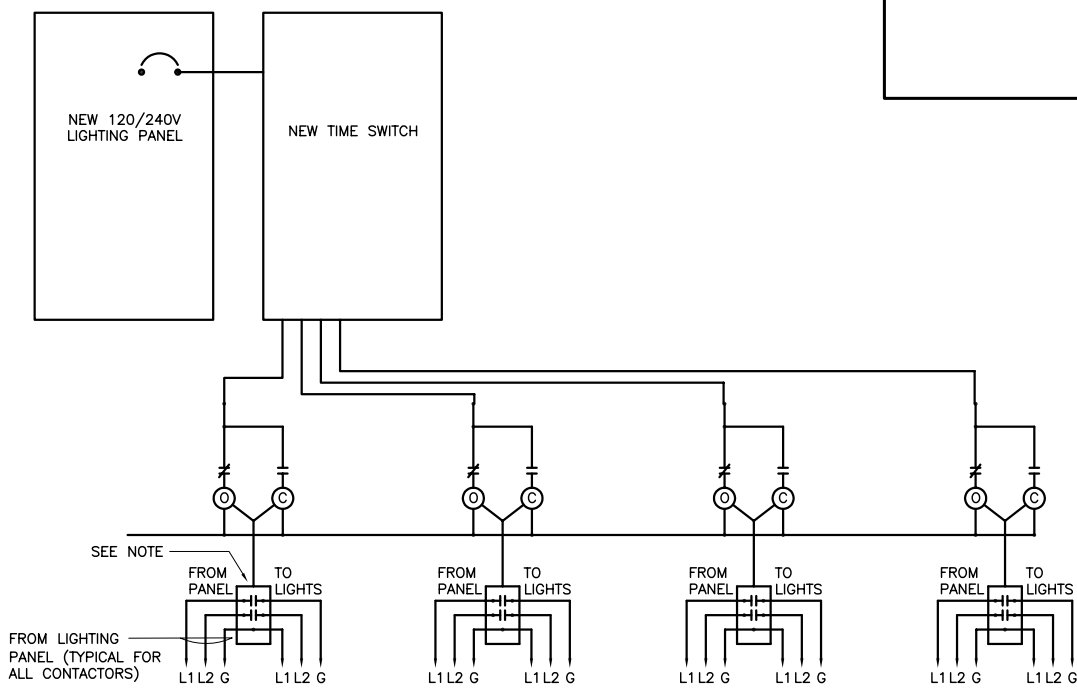 NEW 120/240V
LIGHTING PANEL
NEW TIME SWITCH
O C O C O C O C
SEE NOTE
FROM PANEL
TO LIGHTS
FROM PANEL
TO LIGHTS
FROM PANEL
TO LIGHTS
FROM PANEL
TO LIGHTS
FROM LIGHTING
PANEL (TYPICAL FOR
ALL CONTACTORS)
L1 L2 G L1 L2 G L1 L2 G L1 L2 G L1 L2 G L1 L2 G L1 L2 G L1 L2 G